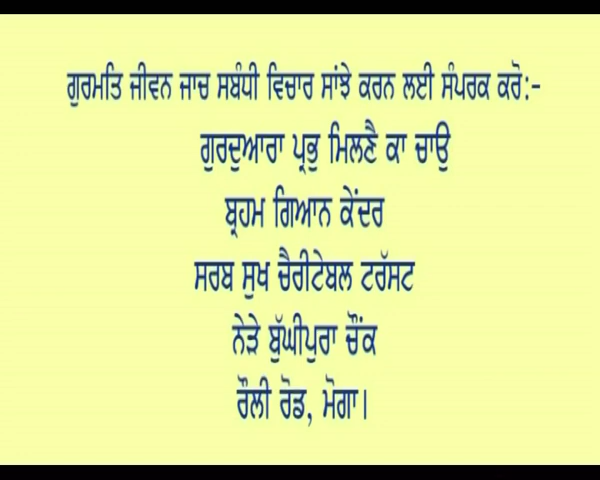 ਗੁਰਮਤਿ ਜੀਵਨ ਜਾਚ ਸਬੰਧੀ ਵਿਚਾਰ ਸਾਂਝੇ ਕਰਨ ਲਈ ਸੰਪਰਕ ਕਰੋ:-
ਗੁਰਦੁਆਰਾ ਪ੍ਰਭੁ ਮਿਲਣੈ ਕਾ ਚਾਉ
ਬ੍ਰਹਮ ਗਿਆਨ ਕੇਂਦਰ
ਸਰਬ ਸੁਖ ਚੈਰੀਟੇਬਲ ਟਰੱਸਟ
ਨੇੜੇ ਬੁੱਘੀਪੁਰਾ ਚੌਂਕ
ਰੌਲੀ ਰੋਡ, ਮੋਗਾ।